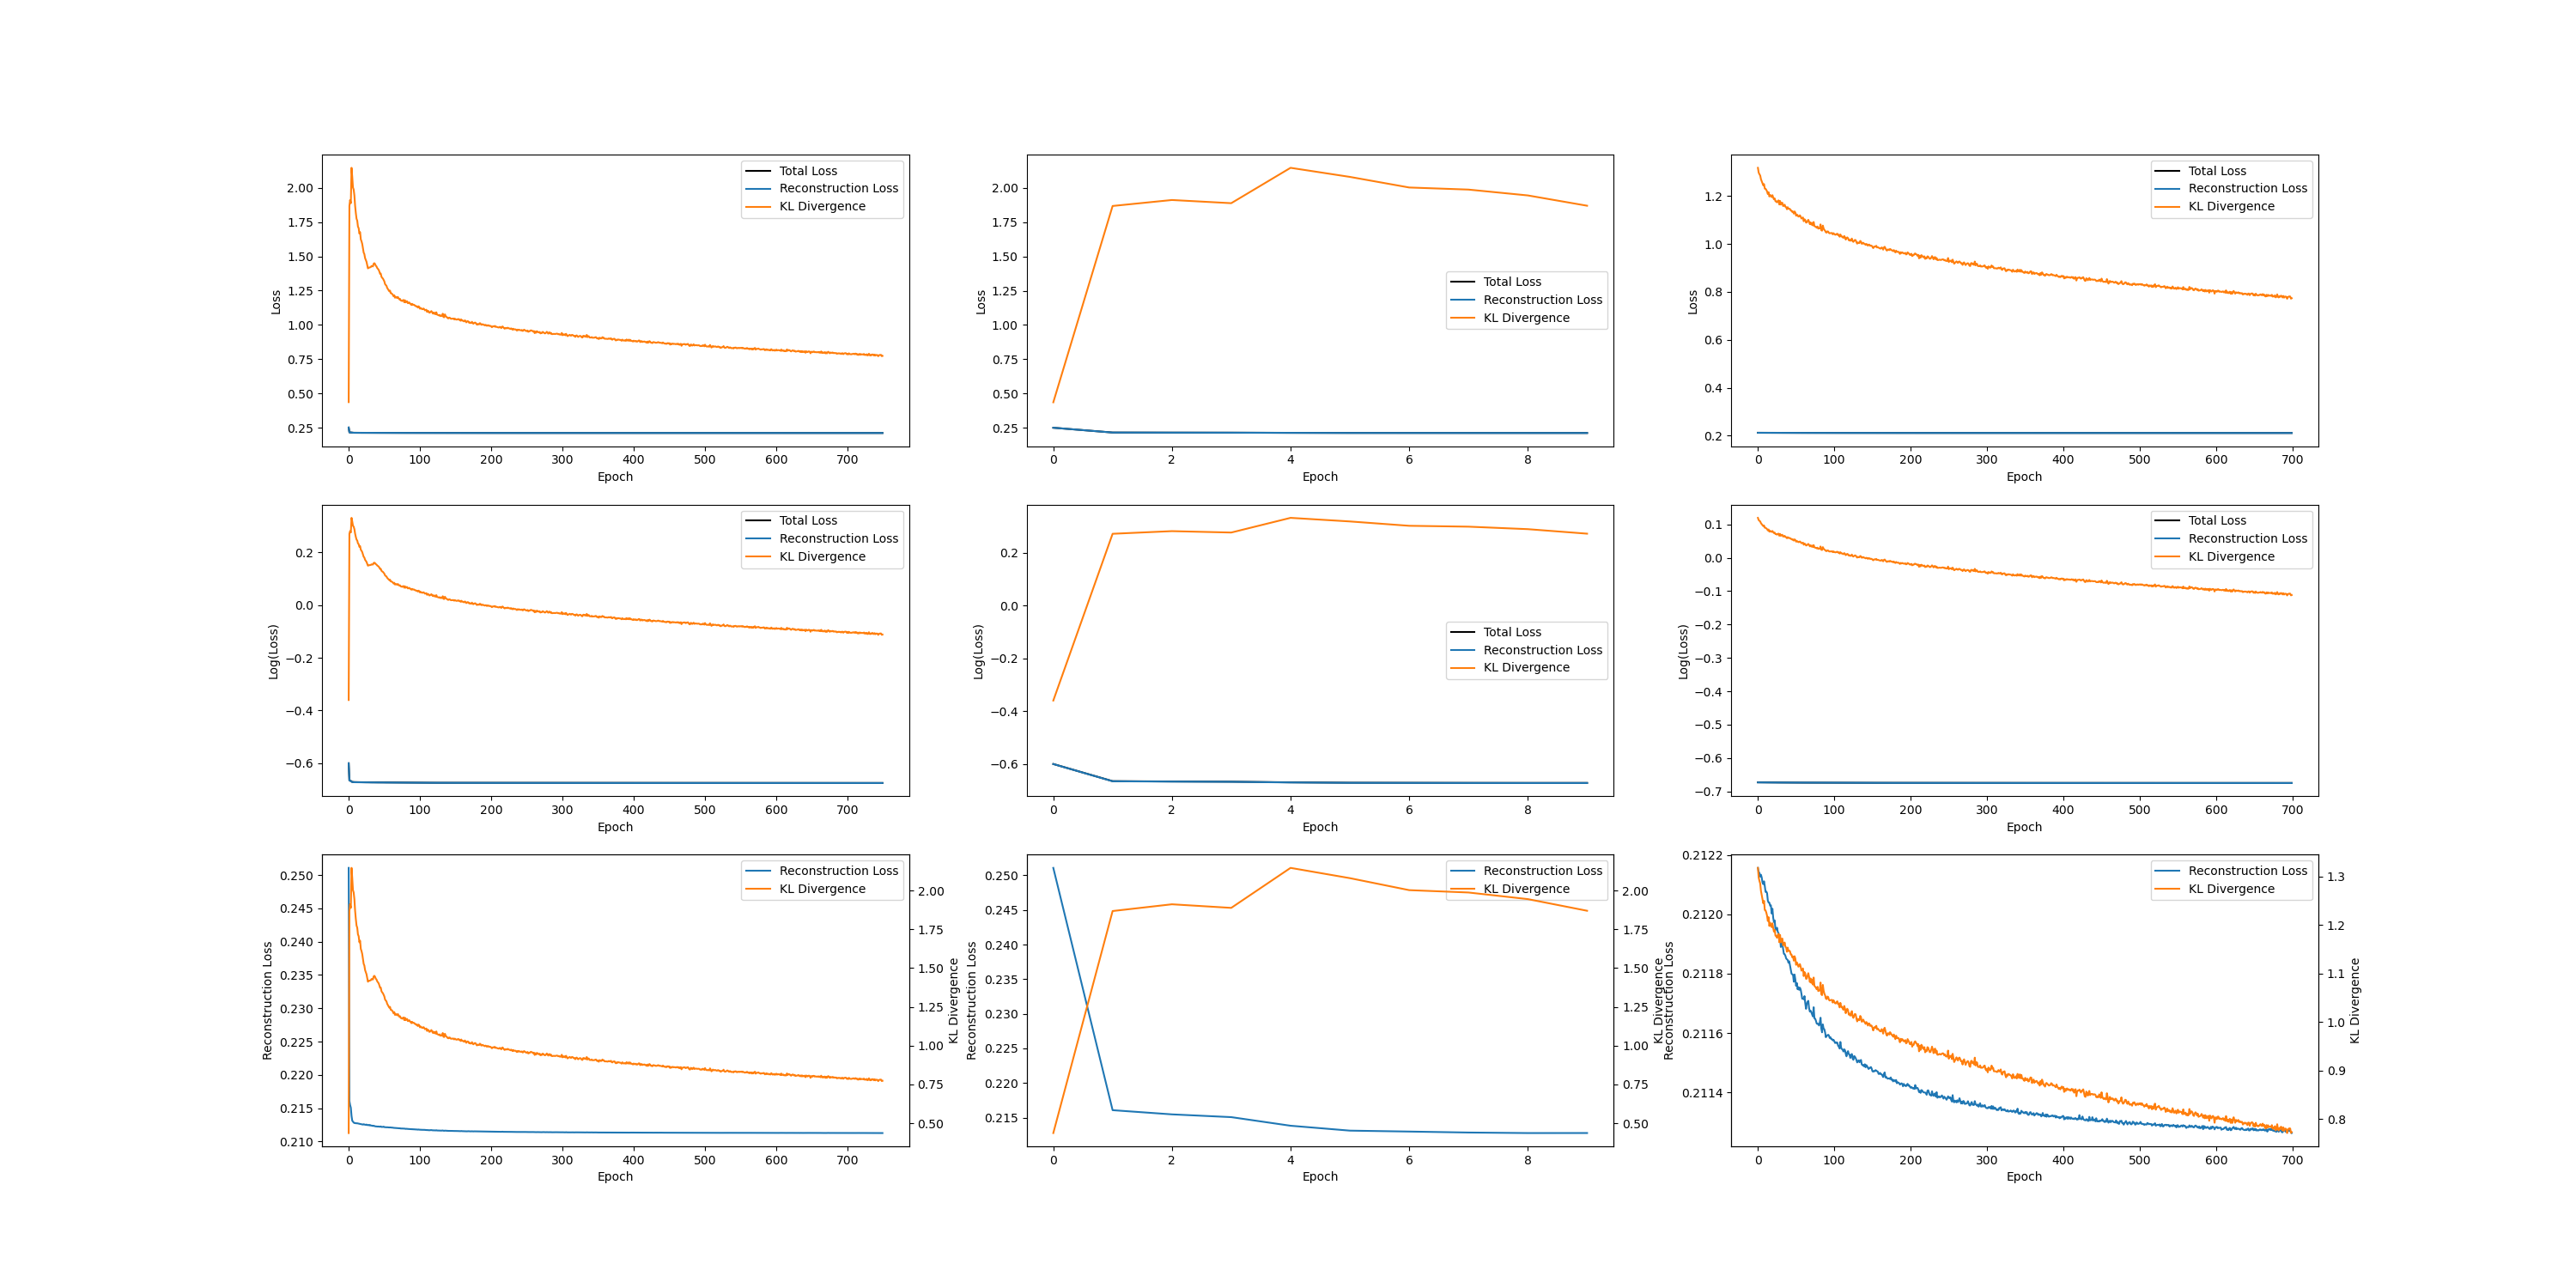 Total Loss
Reconstruction Loss
KL Divergence
2.00
1.75
1.50
1.25
1.00
0.75
0.50
0.25
Loss
0 100 200 300 400 500 600 700
Epoch
Total Loss
Reconstruction Loss
KL Divergence
2.00
1.75
1.50
1.25
1.00
0.75
0.50
0.25
Loss
0 2 4 6 8
Epoch
Total Loss
Reconstruction Loss
KL Divergence
1.2
1.0
0.8
0.6
0.4
0.2
Loss
0 100 200 300 400 500 600 700
Epoch
Total Loss
Reconstruction Loss
KL Divergence
0.2
0.0
−0.2
−0.4
−0.6
Log(Loss)
0 100 200 300 400 500 600 700
Epoch
Total Loss
Reconstruction Loss
KL Divergence
0.2
0.0
−0.2
−0.4
−0.6
Log(Loss)
0 2 4 6 8
Epoch
Total Loss
Reconstruction Loss
KL Divergence
0.1
0.0
−0.1
−0.2
−0.3
−0.4
−0.5
−0.6
−0.7
Log(Loss)
0 100 200 300 400 500 600 700
Epoch
Reconstruction Loss
KL Divergence
0.250
0.245
0.240
0.235
0.230
0.225
0.220
0.215
0.210
Reconstruction Loss
2.00
1.75
1.50
1.25
1.00
0.75
0.50
KL Divergence
0 100 200 300 400 500 600 700
Epoch
Reconstruction Loss
KL Divergence
0.250
0.245
0.240
0.235
0.230
0.225
0.220
0.215
Reconstruction Loss
2.00
1.75
1.50
1.25
1.00
0.75
0.50
KL Divergence
0 2 4 6 8
Epoch
Reconstruction Loss
KL Divergence
0.2122
0.2120
0.2118
0.2116
0.2114
Reconstruction Loss
1.3
1.2
1.1
1.0
0.9
0.8
KL Divergence
0 100 200 300 400 500 600 700
Epoch